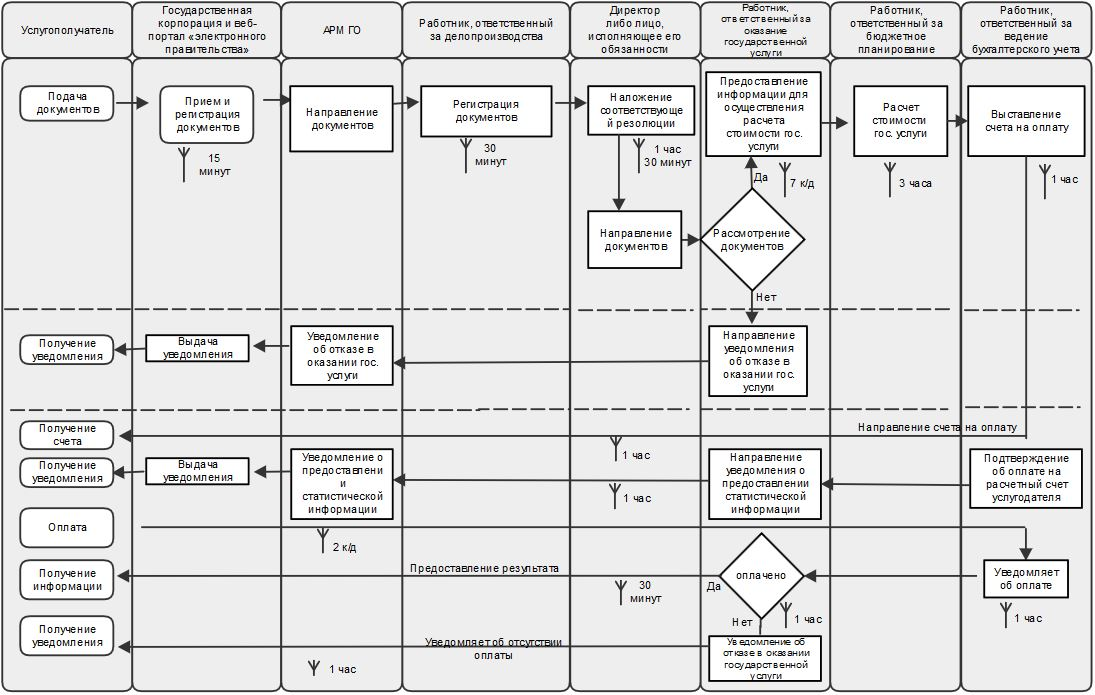 Услугополучатель
Государственная
корпорация и веб-
портал «электронного
правительства»
АРМ ГО
Работник, ответственный
за делопроизводства
Директор
либо лицо,
исполняющее его
обязанности
Работник,
ответственный за
оказание
государственной
услуги
Работник,
ответственный за
бюджетное
планирование
Работник,
ответственный за
ведение
бухгалтерского учета
Подача
документов
Прием и
регистрация
документов
15
минут
Направление
документов
Регистрация
документов
30
минут
Наложение
соответствующе
й резолюции
1 час
30 минут
Направление
документов
Предоставление
информации для
осуществления
расчета
стоимости гос.
услуги
Да
7 к/д
Рассмотрение
документов
Нет
Расчет
стоимости
гос. услуги
3 часа
Выставление
счета на оплату
1 час
Получение
уведомления
Выдача
уведомления
Уведомление
об отказе в
оказании гос.
услуги
Направление
уведомления
об отказе в
оказании гос.
услуги
Получение
счета
Направление счета на оплату
1 час
Получение
уведомления
Выдача
уведомления
Уведомление о
предоставлени
и
статистической
информации
1 час
Направление
уведомления о
предоставлении
статистической
информации
Подтверждение
об оплате на
расчетный счет
услугодателя
Оплата
2 к/д
Получение
информации
Предоставление результата
30
минут
Да
оплачено
Уведомляет
об оплате
1 час
Нет
1 час
Получение
уведомления
Уведомляет об отсутствии
оплаты
1 час
Уведомление об
отказе в оказании
государственной
услуги